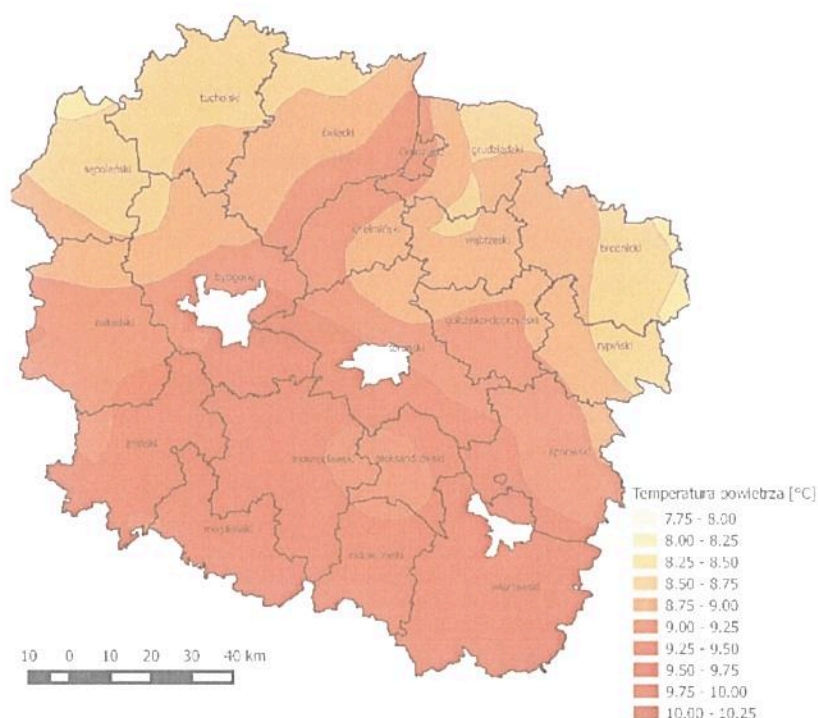 tucholski
świecki
grudziądzki
sępoleński
chełmiński
wąbrzeski
brodnicki
bydgoski
golubsko-dobrzyński
toruński
rypiński
żniński
inowrocławski
aleksandrowski
lipnowski
mogileński
radziejowski
włocławski
Temperatura powietrza [°C]
7.75 - 8.00
8.00 - 8.25
8.25 - 8.50
8.50 - 8.75
8.75 - 9.00
9.00 - 9.25
9.25 - 9.50
9.50 - 9.75
9.75 - 10.00
10.00 - 10.25
10 0 10 20 30 40 km